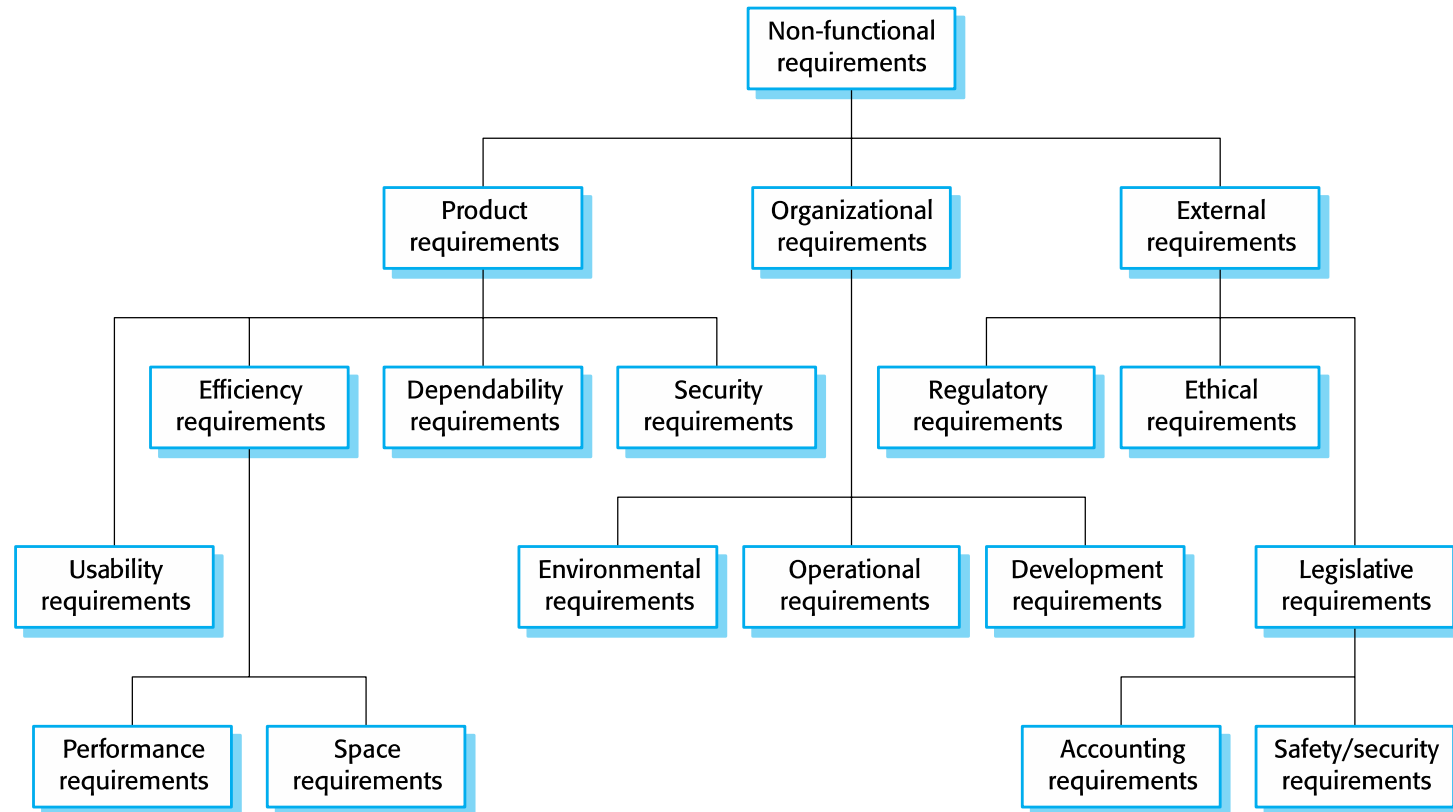 Non-functional
requirements
Product
requirements
Organizational
requirements
External
requirements
Efficiency
requirements
Dependability
requirements
Security
requirements
Regulatory
requirements
Ethical
requirements
Usability
requirements
Environmental
requirements
Operational
requirements
Development
requirements
Legislative
requirements
Performance
requirements
Space
requirements
Accounting
requirements
Safety/security
requirements